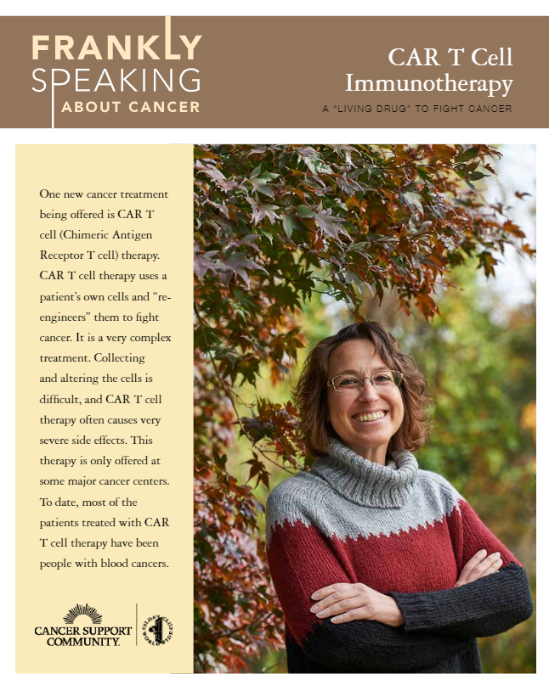 FRANKLY
SPEAKING
ABOUT CANCER
CAR T Cell
Immunotherapy
A "LIVING DRUG" TO FIGHT CANCER
One new cancer treatment
being offered is CAR T
cell (Chimeric Antigen
Receptor T cell) therapy.
CAR T cell therapy uses a
patient's own cells and "re-
engineers" them to fight
cancer. It is a very complex
treatment. Collecting
and altering the cells is
difficult, and CAR T cell
therapy often causes very
severe side effects. This
therapy is only offered at
some major cancer centers.
To date, most of the
patients treated with CAR
T cell therapy have been
people with blood cancers.
CANCER SUPPORT
COMMUNITY